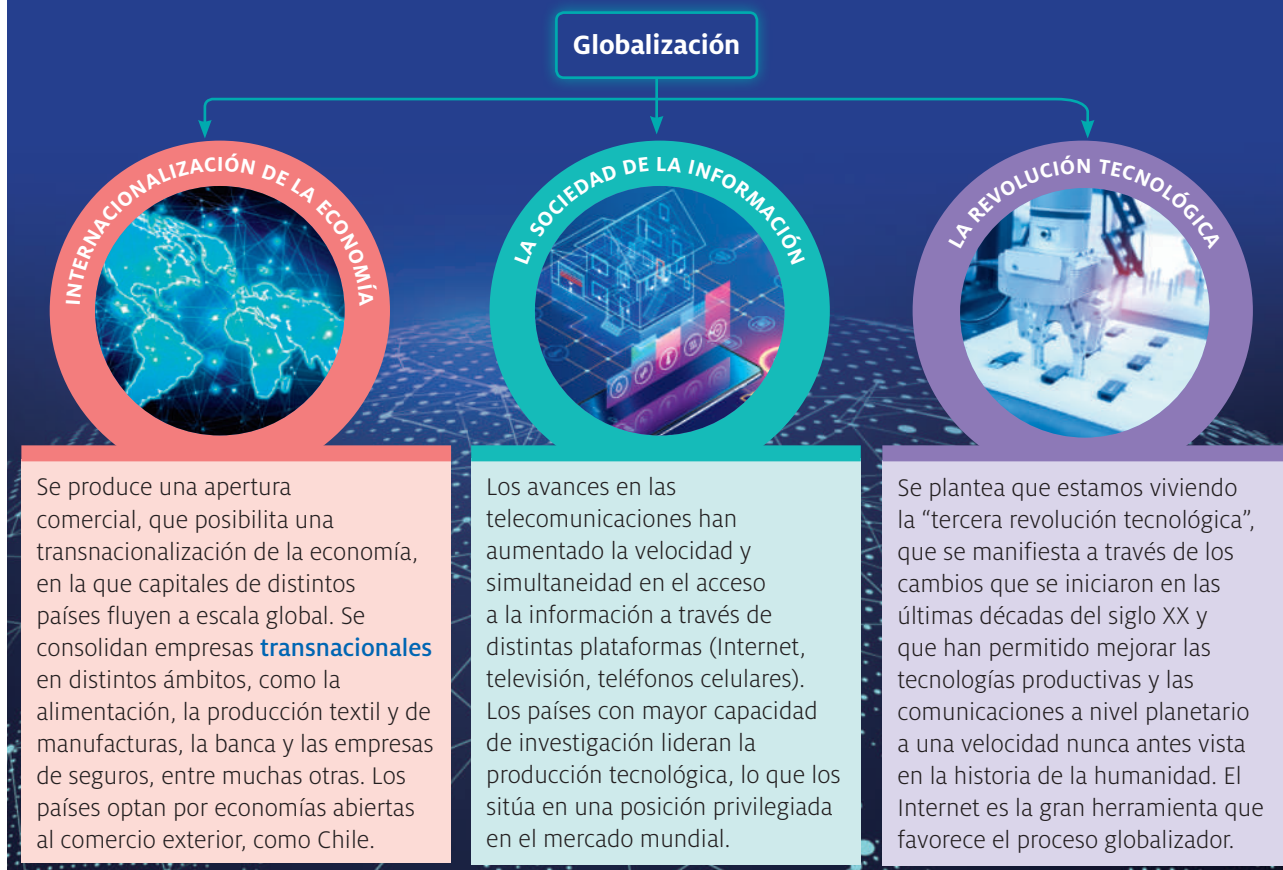 Globalización
INTERNACIONALIZACIÓN DE LA ECONOMÍA
Se produce una apertura
comercial, que posibilita una
transnacionalización de la economía,
en la que capitales de distintos
países fluyen a escala global. Se
consolidan empresas transnacionales
en distintos ámbitos, como la
alimentación, la producción textil y de
manufacturas, la banca y las empresas
de seguros, entre muchas otras. Los
países optan por economías abiertas
al comercio exterior, como Chile.
LA SOCIEDAD DE LA INFORMACIÓN
Los avances en las
telecomunicaciones han
aumentado la velocidad y
simultaneidad en el acceso
a la información a través de
distintas plataformas (Internet,
televisión, teléfonos celulares).
Los países con mayor capacidad
de investigación lideran la
producción tecnológica, lo que los
sitúa en una posición privilegiada
en el mercado mundial.
LA REVOLUCIÓN TECNOLÓGICA
Se plantea que estamos viviendo
la “tercera revolución tecnológica”,
que se manifiesta a través de los
cambios que se iniciaron en las
últimas décadas del siglo XX y
que han permitido mejorar las
tecnologías productivas y las
comunicaciones a nivel planetario
a una velocidad nunca antes vista
en la historia de la humanidad. El
Internet es la gran herramienta que
favorece el proceso globalizador.